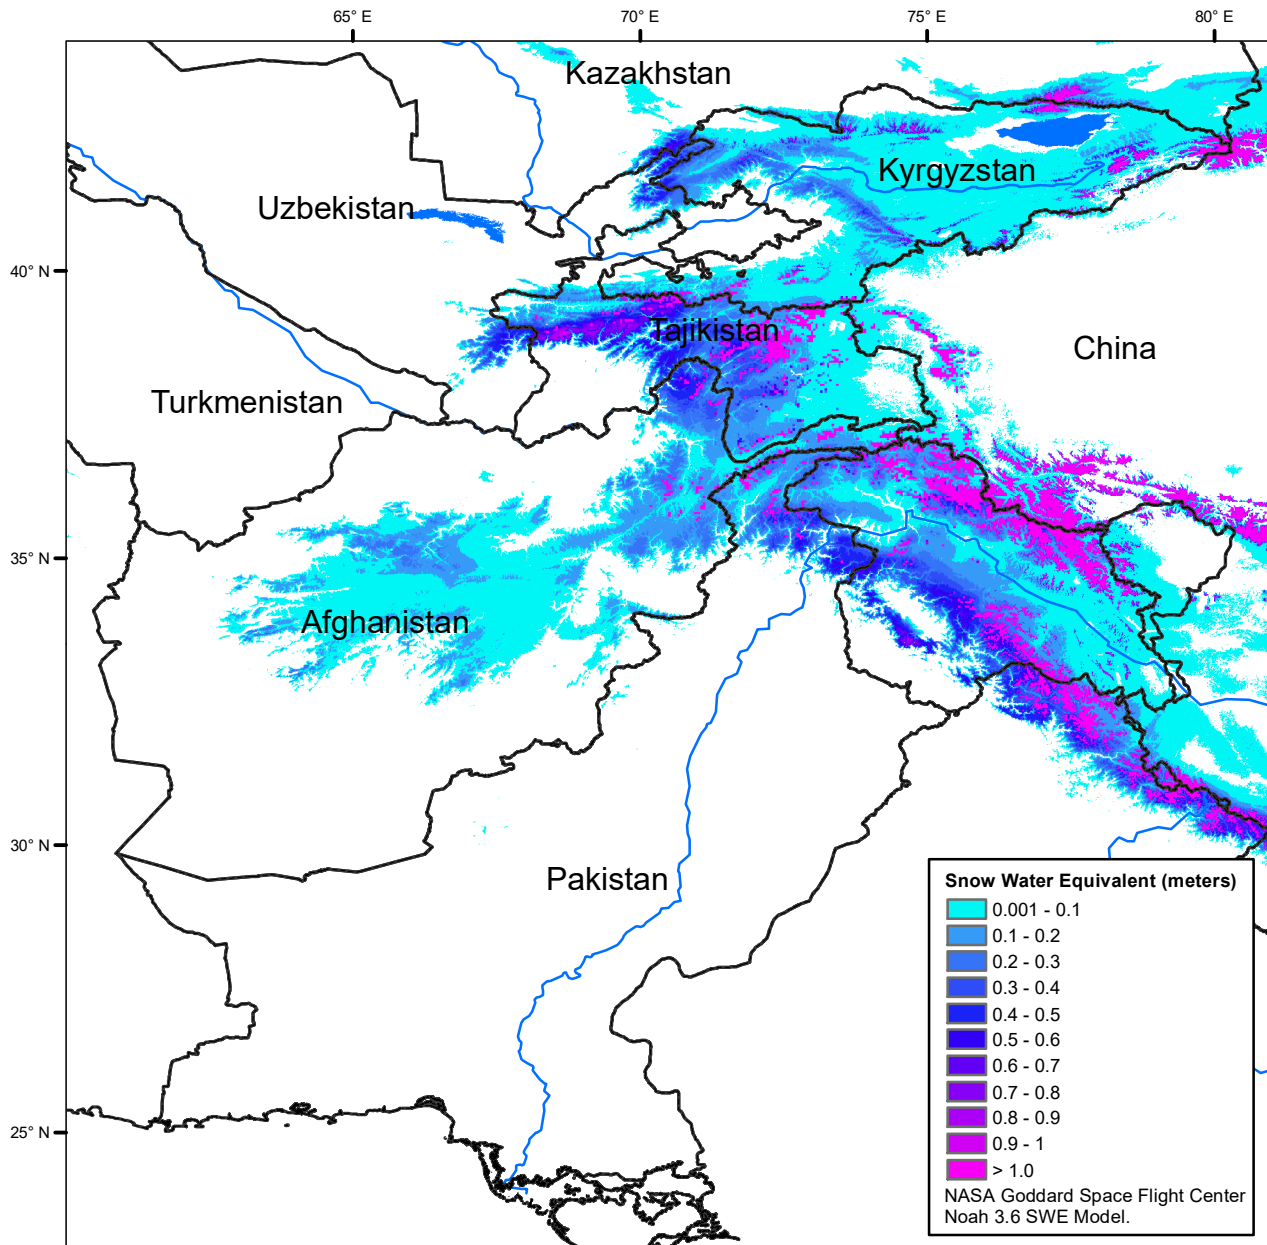 65° E
70° E
75° E
80° E
Kazakhstan
Kyrgyzstan
Uzbekistan
40° N
Tajikistan
China
Turkmenistan
35° N
Afghanistan
30° N
Pakistan
25° N
Snow Water Equivalent (meters)
0.001 - 0.1
0.1 - 0.2
0.2 - 0.3
0.3 - 0.4
0.4 - 0.5
0.5 - 0.6
0.6 - 0.7
0.7 - 0.8
0.8 - 0.9
0.9 - 1
> 1.0
NASA Goddard Space Flight Center
Noah 3.6 SWE Model.